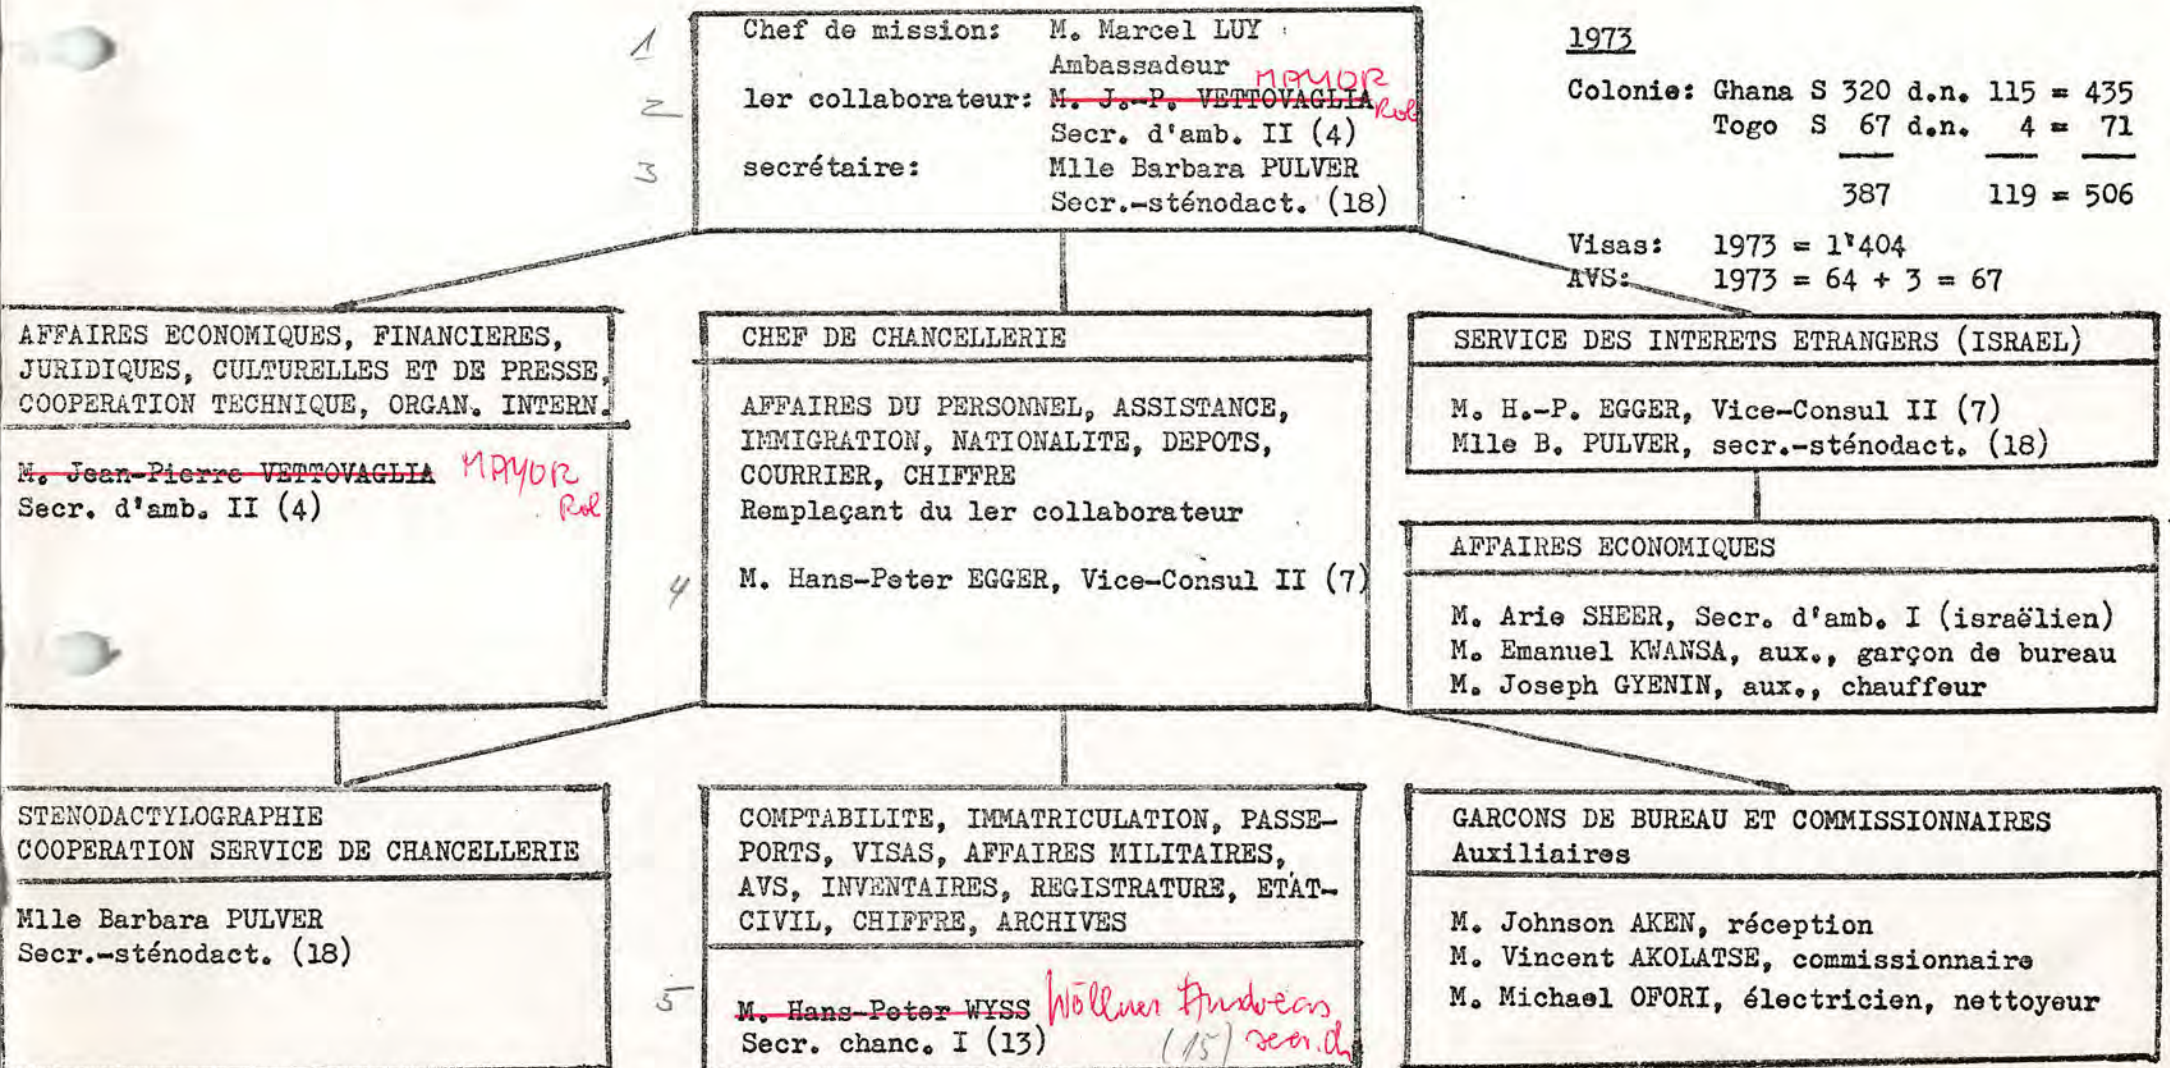 1
Chef de mission: M. Marcel LUY
Ambassadeur
MAYOR
2
1er collaborateur: M. J.-P. VETTOVAGLIA
Rol
Secr. d'amb. II (4)
3
secrétaire: Mlle Barbara PULVER
Secr.-sténodact. (18)
1973
Colonie: Ghana S 320 d.n. 115 = 435
Togo S 67 d.n. 4 = 71
387 119 = 506
Visas: 1973 = 1'404
AVS: 1973 = 64 + 3 = 67
AFFAIRES ECONOMIQUES, FINANCIERES,
JURIDIQUES, CULTURELLES ET DE PRESSE,
COOPERATION TECHNIQUE, ORGAN. INTERN.
M. Jean-Pierre VETTOVAGLIA MAYOR
Secr. d'amb. II (4) Rol
CHEF DE CHANCELLERIE
AFFAIRES DU PERSONNEL, ASSISTANCE,
IMMIGRATION, NATIONALITE, DEPOTS,
COURRIER, CHIFFRE
Remplaçant du 1er collaborateur
4
M. Hans-Peter EGGER, Vice-Consul II (7)
SERVICE DES INTERETS ETRANGERS (ISRAEL)
M. H.-P. EGGER, Vice-Consul II (7)
Mlle B. PULVER, secr.-sténodact. (18)
AFFAIRES ECONOMIQUES
M. Arie SHEER, Secr. d'amb. I (israëlien)
M. Emanuel KWANSA, aux., garçon de bureau
M. Joseph GYENIN, aux., chauffeur
STENODACTYLOGRAPHIE
COOPERATION SERVICE DE CHANCELLERIE
Mlle Barbara PULVER
Secr.-sténodact. (18)
COMPTABILITE, IMMATRICULATION, PASSE-
PORTS, VISAS, AFFAIRES MILITAIRES,
AVS, INVENTAIRES, REGISTRATURE, ETAT-
CIVIL, CHIFFRE, ARCHIVES
5
M. Hans-Peter WYSS Wöllner Andreas
Secr. chanc. I (13) (15) secr. ch
GARCONS DE BUREAU ET COMMISSIONNAIRES
Auxiliaires
M. Johnson AKEN, réception
M. Vincent AKOLATSE, commissionnaire
M. Michael OFORI, électricien, nettoyeur